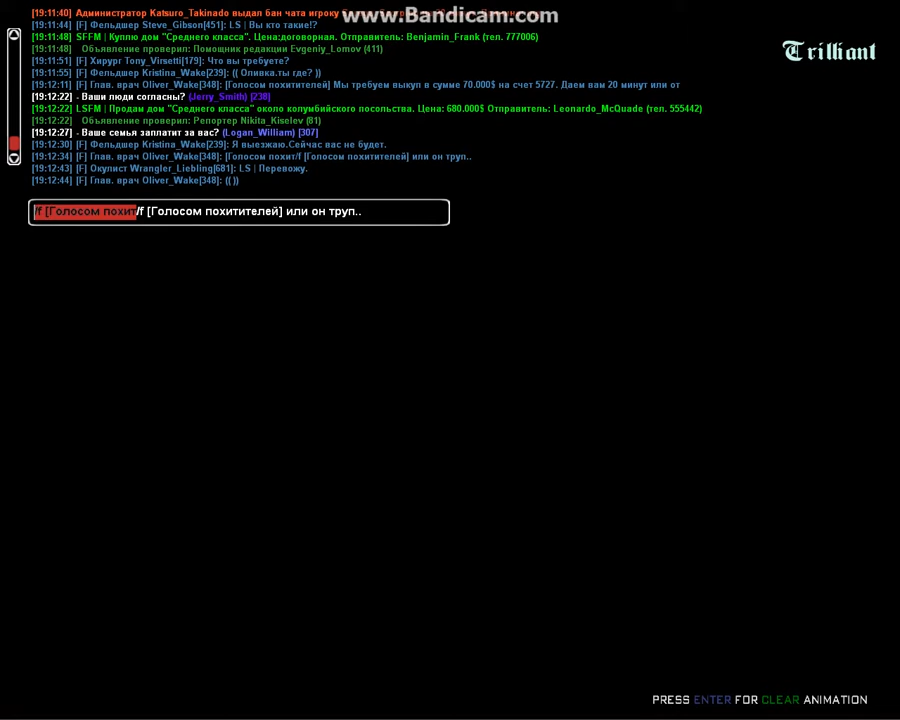 www.Bandicam.com
[19:11:40] Администратор Katsuro_Takinado выдал бан чата игроку
[19:11:44] [F] Фельдшер Steve_Gibson[451]: LS | Вы кто такие!?
[19:11:48] SFFM | Куплю дом "Среднего класса". Цена:договорная. Отправитель: Benjamin_Frank (тел. 777006)
[19:11:48] Объявление проверил: Помощник редакции Evgeniy_Lomov (411)
Trilliant
[19:11:51] [F] Хирург Tony_Virsetti[179]: Что вы требуете?
[19:11:55] [F] Фельдшер Kristina_Wake[239]: (( Оливка.ты где? ))
[19:12:11] [F] Глав. врач Oliver_Wake[348]: [Голосом похитителей] Мы требуем выкуп в сумме 70.000$ на счет 5727. Даем вам 20 минут или от
[19:12:22] - Ваши люди согласны? (Jerry_Smith) [238]
[19:12:22] LSFM | Продам дом "Среднего класса" около колумбийского посольства. Цена: 680.000$ Отправитель: Leonardo_McQuade (тел. 555442)
[19:12:22] Объявление проверил: Репортер Nikita_Kiselev (81)
[19:12:27] - Ваше семья заплатит за вас? (Logan_William) [307]
[19:12:30] [F] Фельдшер Kristina_Wake[239]: Я выезжаю.Сейчас вас не будет.
[19:12:34] [F] Глав. врач Oliver_Wake[348]: [Голосом похит/f [Голосом похитителей] или он труп..
[19:12:43] [F] Окулист Wrangler_Liebling[681]: LS | Перевожу.
[19:12:44] [F] Глав. врач Oliver_Wake[348]: (( ))
/f [Голосом похит/f [Голосом похитителей] или он труп..
PRESS ENTER FOR CLEAR ANIMATION